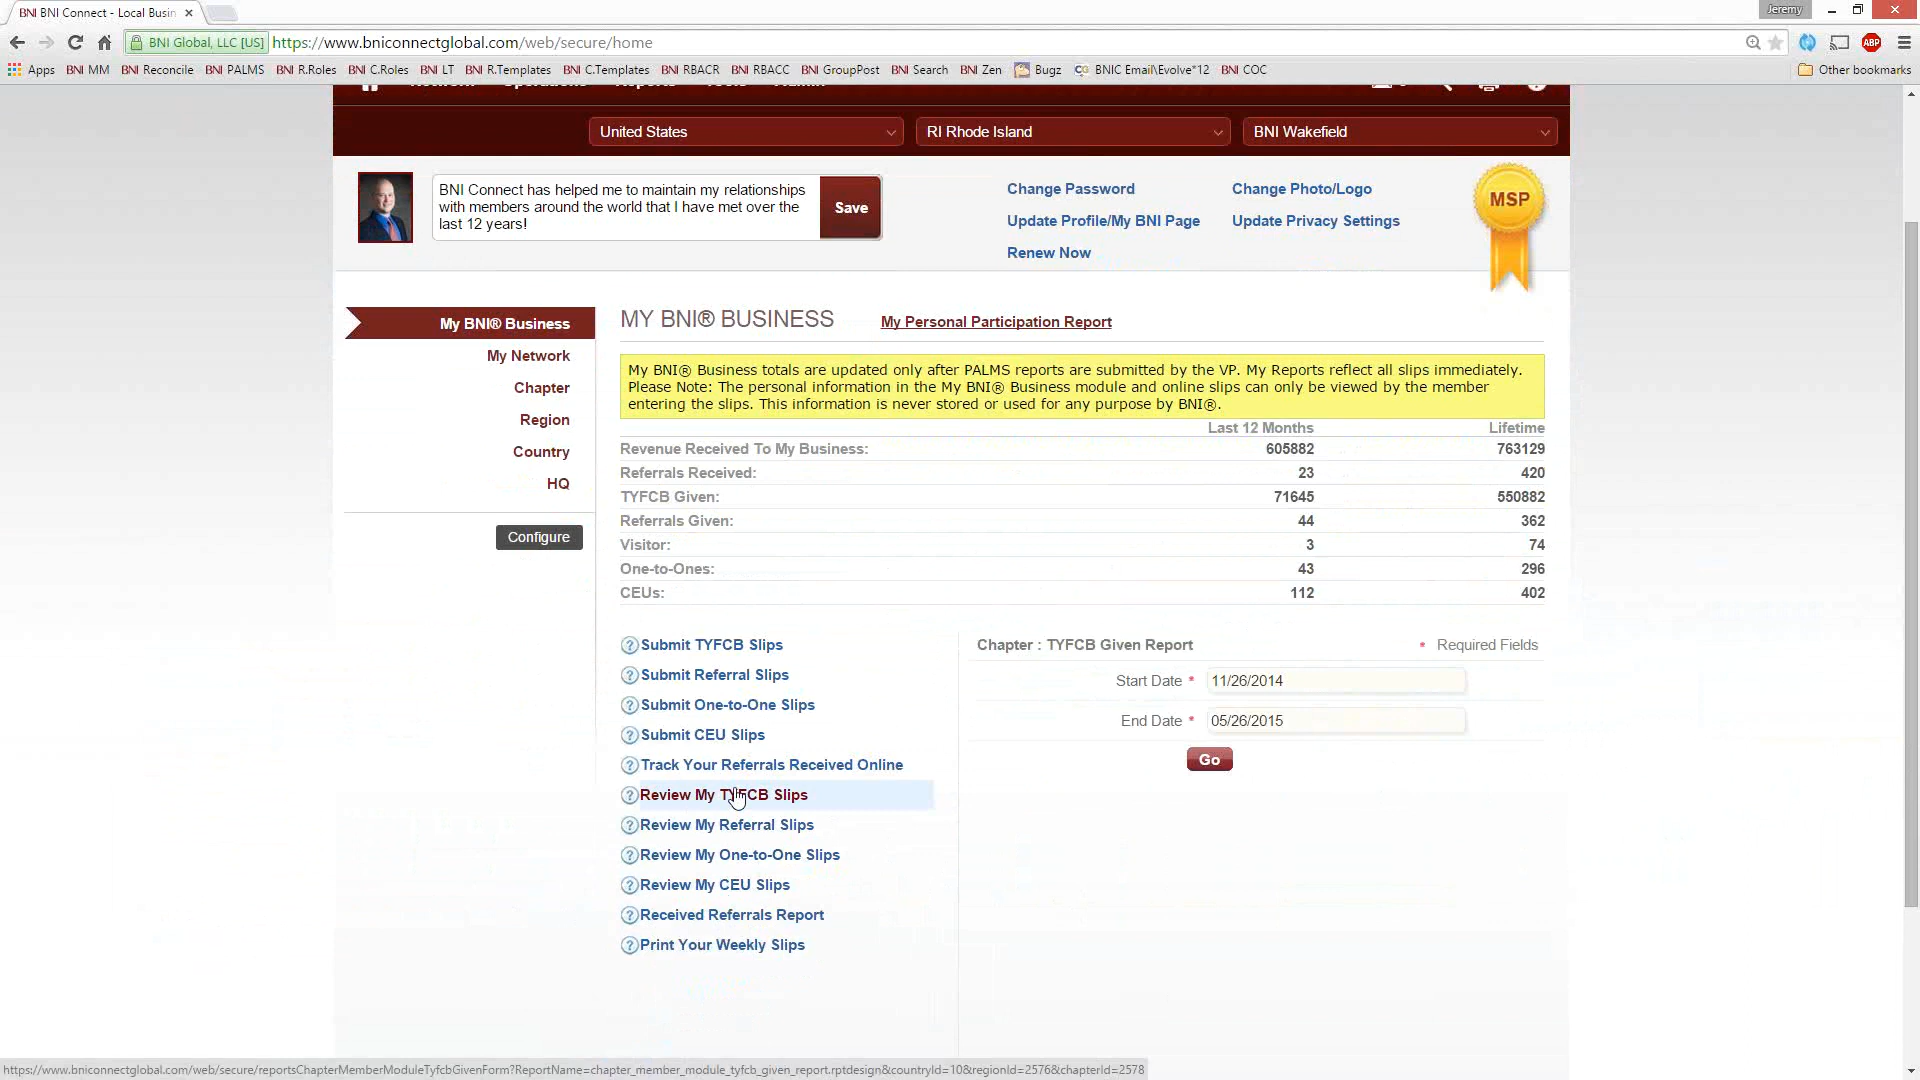 BNI BNI Connect - Local Busin
Jeremy
BNI Global, LLC [US] https://www.bniconnectglobal.com/web/secure/home
Apps BNI MM BNI Reconcile BNI PALMS BNI R.Roles BNI C.Roles BNI LT BNI R.Templates BNI C.Templates BNI RBACR BNI RBACC BNI GroupPost BNI Search BNI Zen Bugz BNIC Email\Evolve*12 BNI COC Other bookmarks
ABP
United States RI Rhode Island BNI Wakefield
BNI Connect has helped me to maintain my relationships
with members around the world that I have met over the
last 12 years!
Save
Change Password Change Photo/Logo
Update Profile/My BNI Page Update Privacy Settings
Renew Now
MSP
My BNI® Business
My Network
Chapter
Region
Country
HQ
Configure
MY BNI® BUSINESS My Personal Participation Report
My BNI® Business totals are updated only after PALMS reports are submitted by the VP. My Reports reflect all slips immediately.
Please Note: The personal information in the My BNI® Business module and online slips can only be viewed by the member
entering the slips. This information is never stored or used for any purpose by BNI®.
Last 12 Months Lifetime
Revenue Received To My Business: 605882 763129
Referrals Received: 23 420
TYFCB Given: 71645 550882
Referrals Given: 44 362
Visitor: 3 74
One-to-Ones: 43 296
CEUs: 112 402
Submit TYFCB Slips
Submit Referral Slips
Submit One-to-One Slips
Submit CEU Slips
Track Your Referrals Received Online
Review My TYFCB Slips
Review My Referral Slips
Review My One-to-One Slips
Review My CEU Slips
Received Referrals Report
Print Your Weekly Slips
Chapter : TYFCB Given Report * Required Fields
Start Date * 11/26/2014
End Date * 05/26/2015
Go
https://www.bniconnectglobal.com/web/secure/reportsChapterMemberModuleTyfcbGivenForm?ReportName=chapter_member_module_tyfcb_given_report.rptdesign&countryId=10&regionId=2576&chapterId=2578